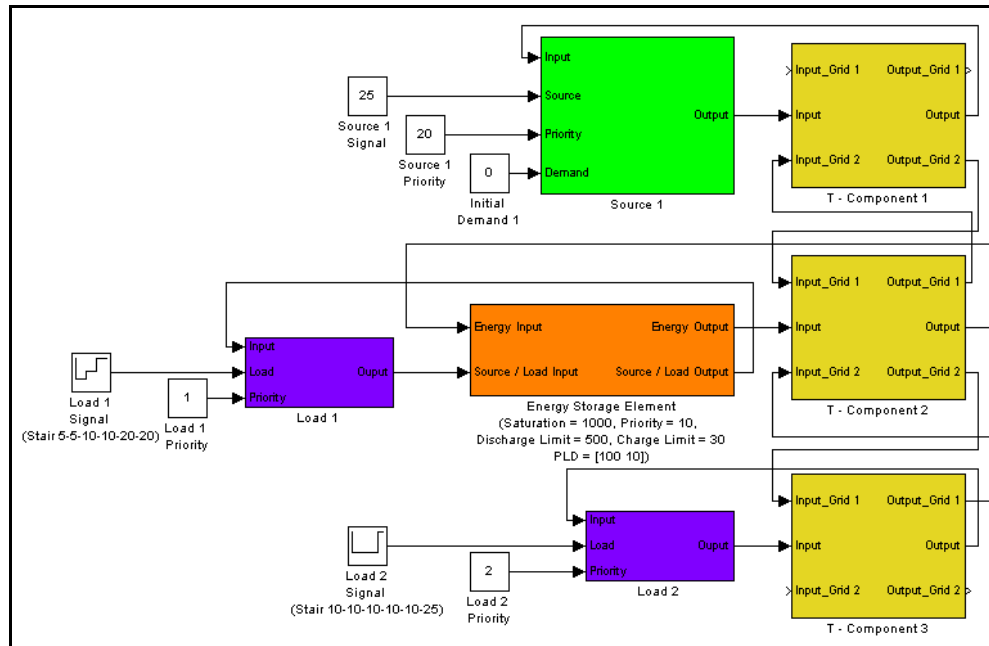 Input
Source
Priority
Demand
Output
Source 1
25
Source 1
Signal
20
Source 1
Priority
0
Initial
Demand 1
Input_Grid 1
Output_Grid 1
Input
Output
Input_Grid 2
Output_Grid 2
T - Component 1
Input_Grid 1
Output_Grid 1
Input
Output
Input_Grid 2
Output_Grid 2
T - Component 2
Energy Input
Energy Output
Source / Load Input
Source / Load Output
Energy Storage Element
(Saturation = 1000, Priority = 10,
Discharge Limit = 500, Charge Limit = 30
PLD = [100 10])
Input
Load
Ouput
Priority
Load 1
Load 1
Signal
(Stair 5-5-10-10-20-20)
1
Load 1
Priority
Input
Load
Ouput
Priority
Load 2
Load 2
Signal
(Stair 10-10-10-10-10-25)
2
Load 2
Priority
Input_Grid 1
Output_Grid 1
Input
Output
Input_Grid 2
Output_Grid 2
T - Component 3